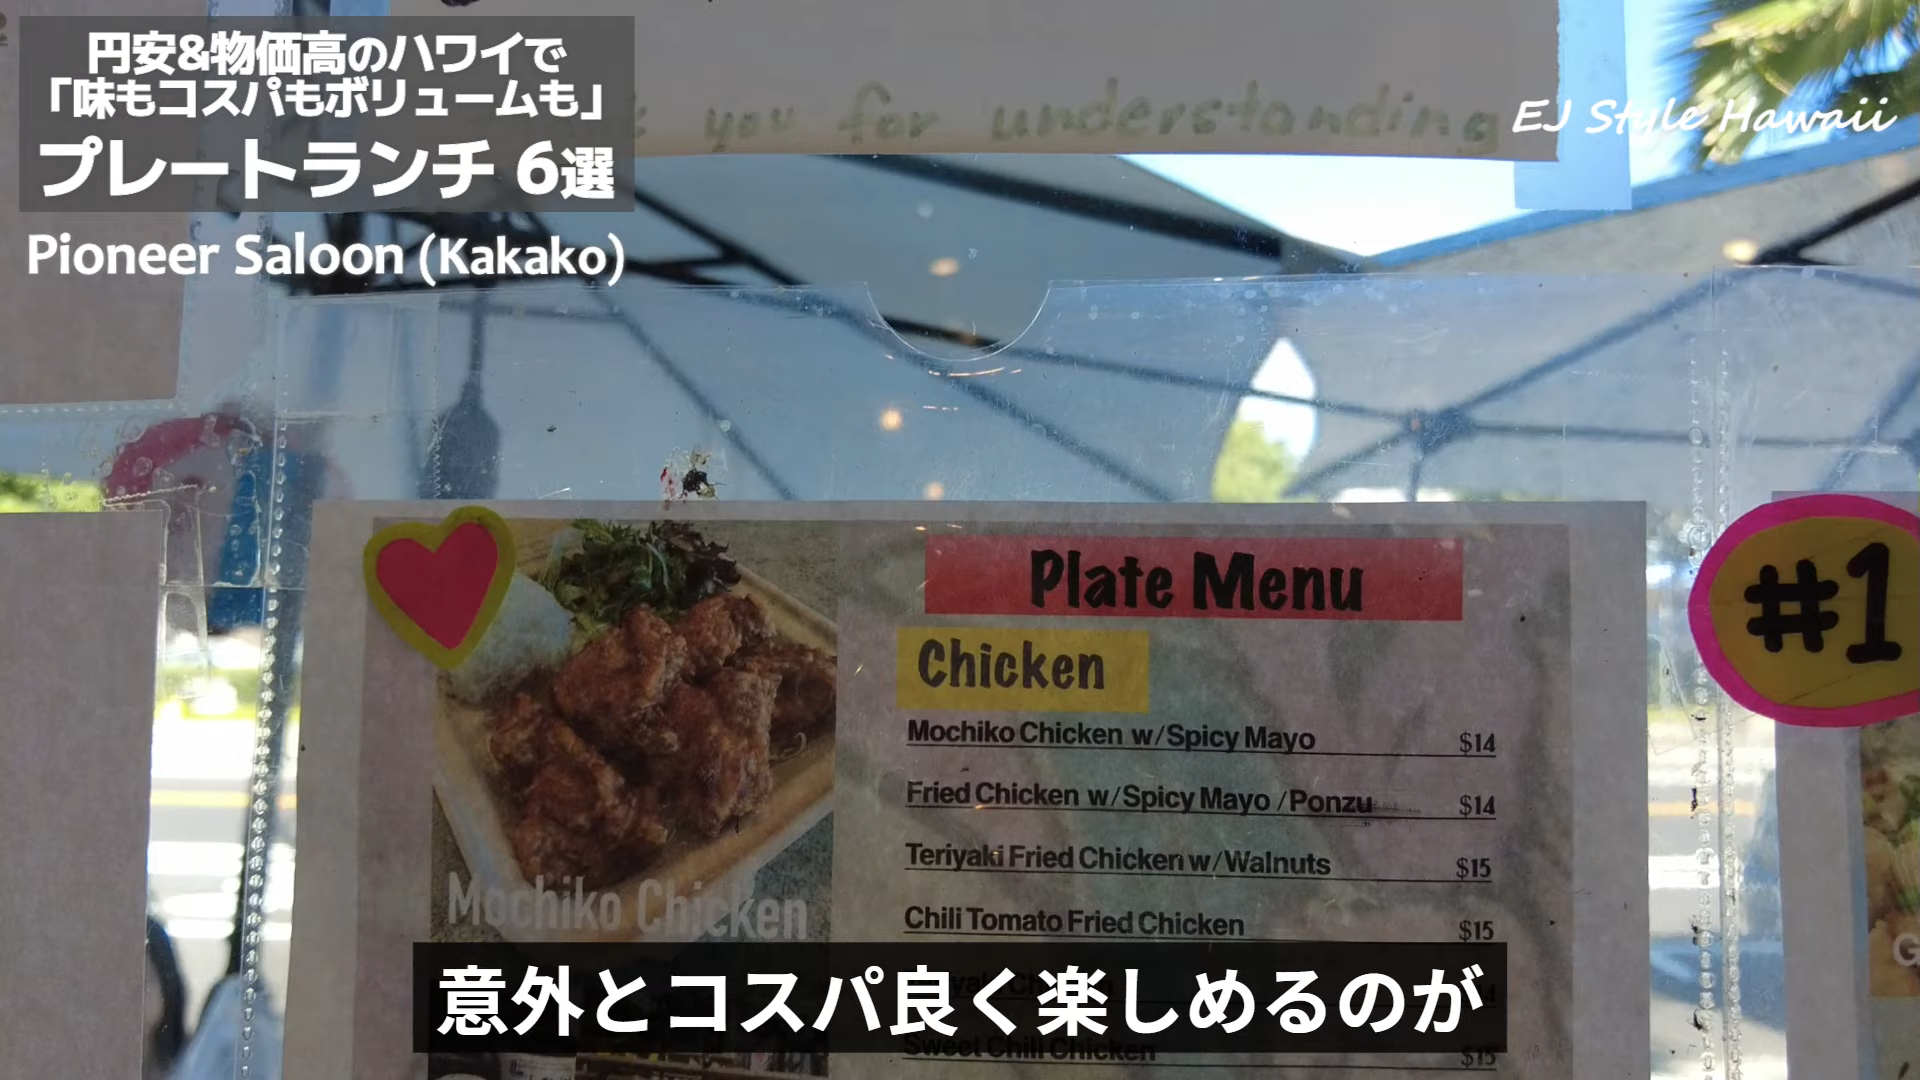 円安&物価高のハワイで
「味もコスパもボリュームも」
プレートランチ 6選
Pioneer Saloon (Kakako)
you for understanding
EJ Style Hawaii
Plate Menu
#1
Chicken
Mochiko Chicken w/Spicy Mayo $14
Fried Chicken w/Spicy Mayo /Ponzu $14
Teriyaki Fried Chicken w/Walnuts $15
Chili Tomato Fried Chicken $15
Mochiko Chicken
意外とコスパ良く楽しめるのが
Sweet Chili Chicken $15